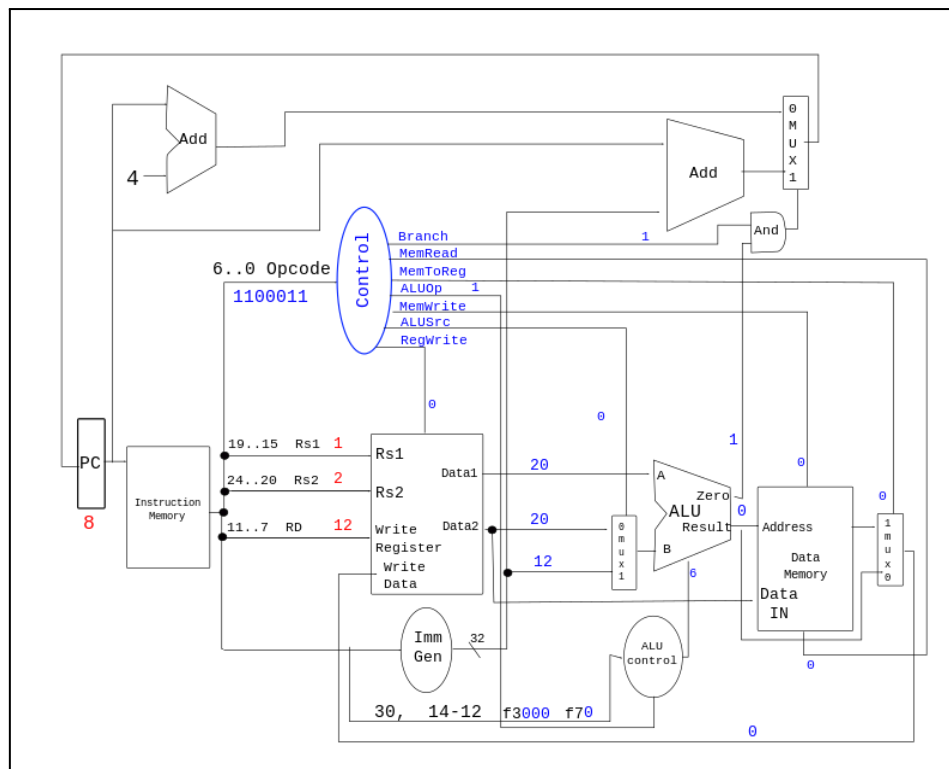 0
M
U
X
1
Add
4
Add
And
Control
Branch 1
MemRead
MemToReg
ALUOp 1
MemWrite
ALUSrc
RegWrite
6..0 Opcode
1100011
0
0
PC
8
Instruction
Memory
19..15 Rs1 1
24..20 Rs2 2
11..7 RD 12
Rs1
Rs2
Write
Register
Write
Data
Data1
Data2
20
20
12
0
m
u
x
1
A
B
ALU
Zero
Result
1
0
6
0
Address
Data
Memory
Data
IN
0
0
1
m
u
x
0
Imm
Gen
32
ALU
control
30, 14-12 f3000 f70
0